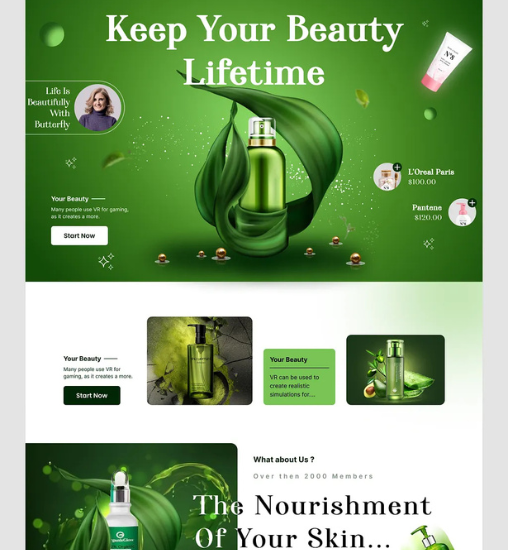 Keep Your Beauty
Lifetime
Life Is
Beautifully
With
Butterfly
N°8
L'Oreal Paris
$100.00
Pantene
$120.00
Your Beauty
Many people use VR for gaming,
as it creates a more.
Start Now
Your Beauty
Many people use VR for
gaming, as it creates a more.
Start Now
Your Beauty
VR can be used to
create realistic
simulations for....
What about Us ?
Over then 2000 Members
The Nourishment
Of Your Skin...